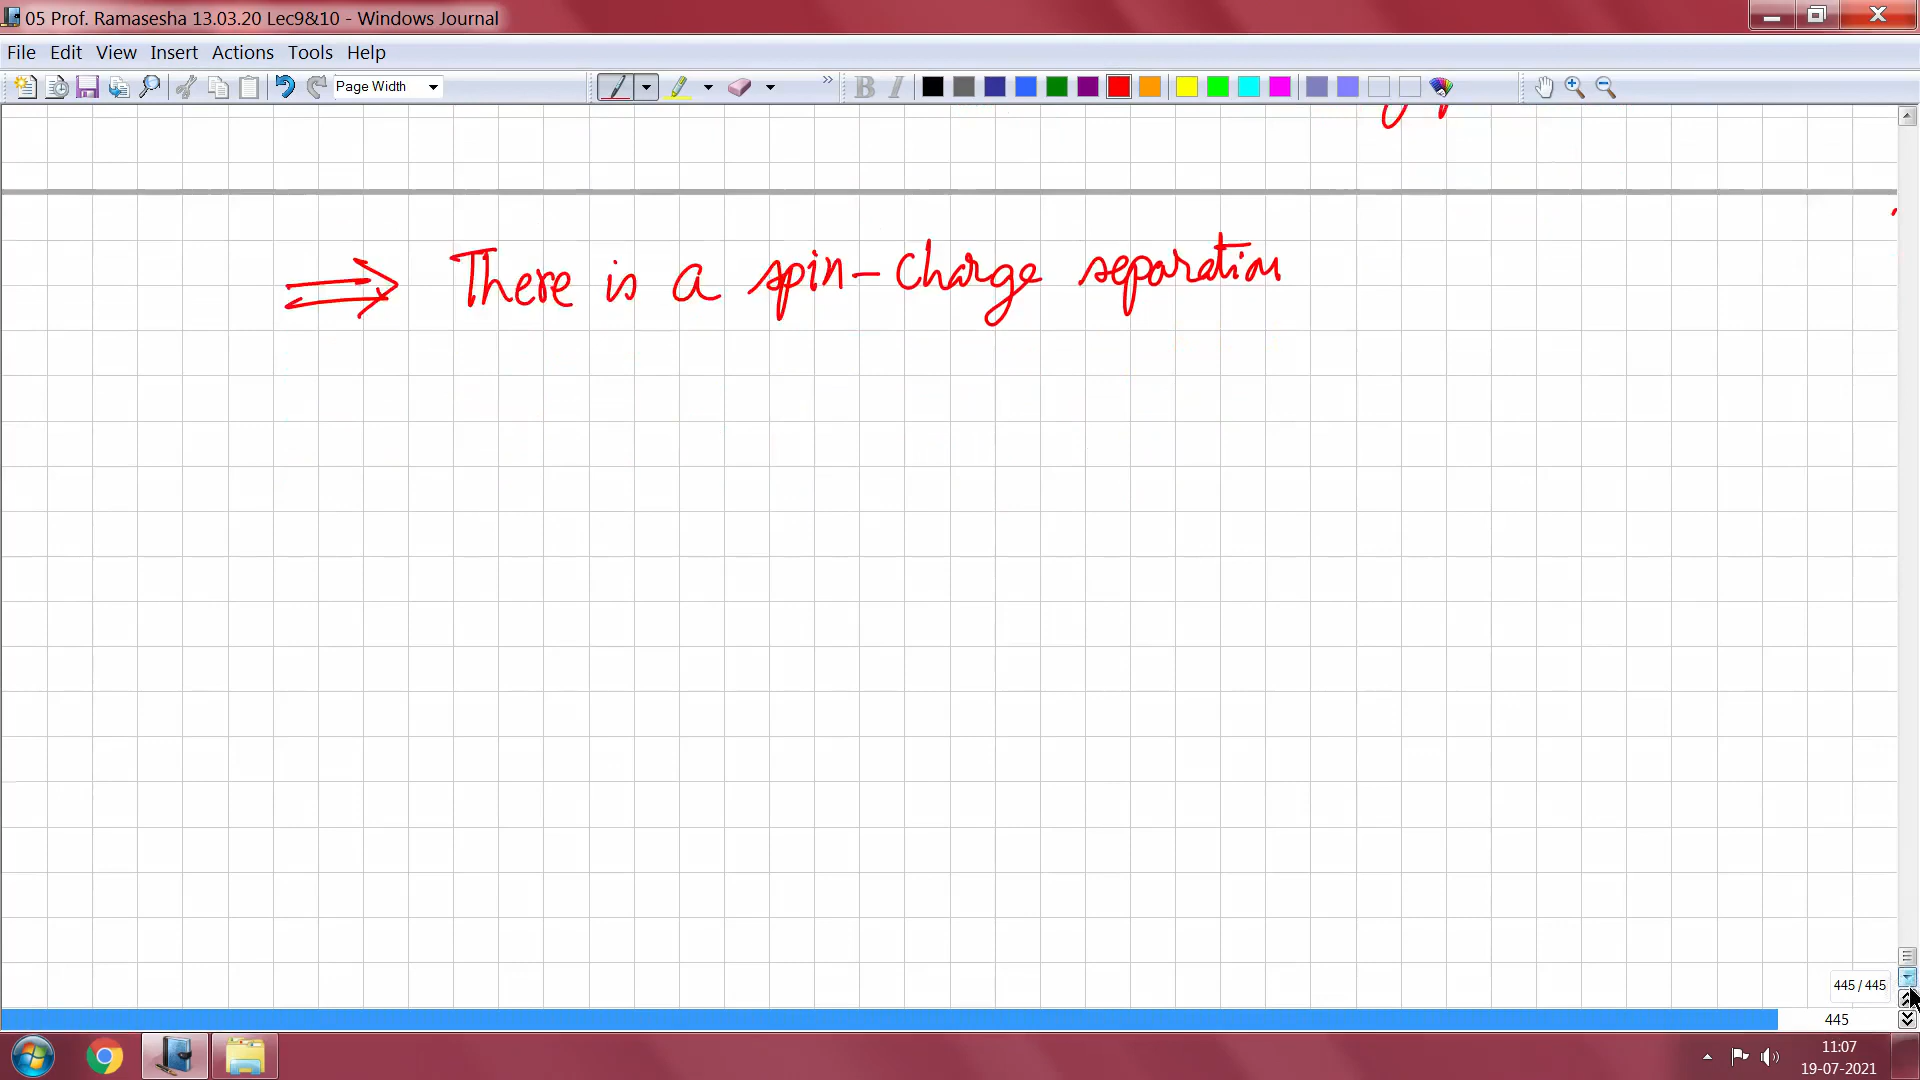 05 Prof. Ramasesha 13.03.20 Lec9&10 - Windows Journal
File Edit View Insert Actions Tools Help
Page Width
B I
⇒ There is a spin-charge separation
445 / 445
445
11:07
19-07-2021